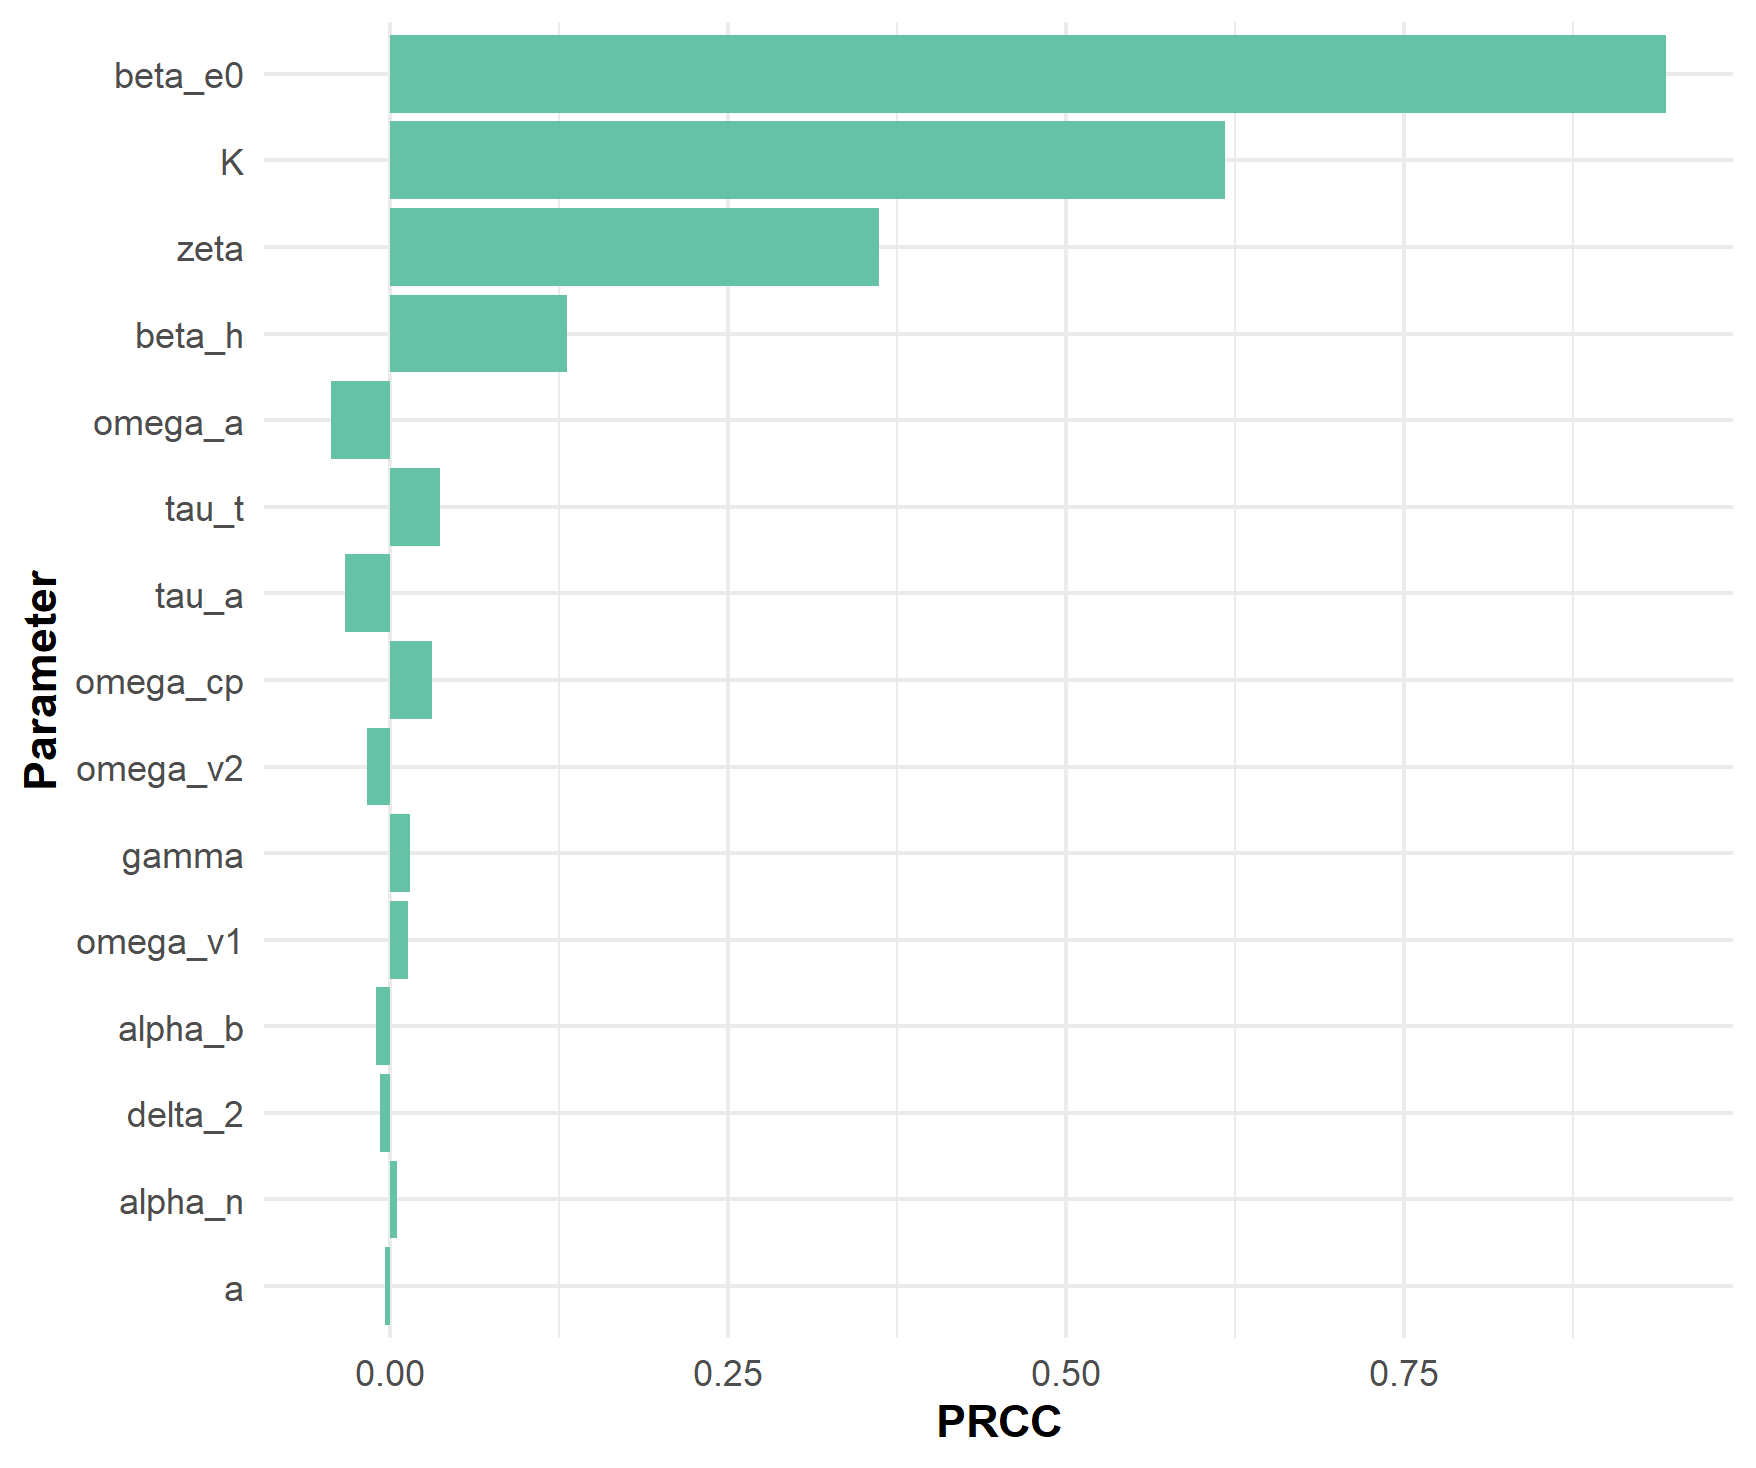 beta_e0
K
zeta
beta_h
omega_a
tau_t
tau_a
omega_cp
omega_v2
gamma
omega_v1
alpha_b
delta_2
alpha_n
a
Parameter
0.00 0.25 0.50 0.75
PRCC